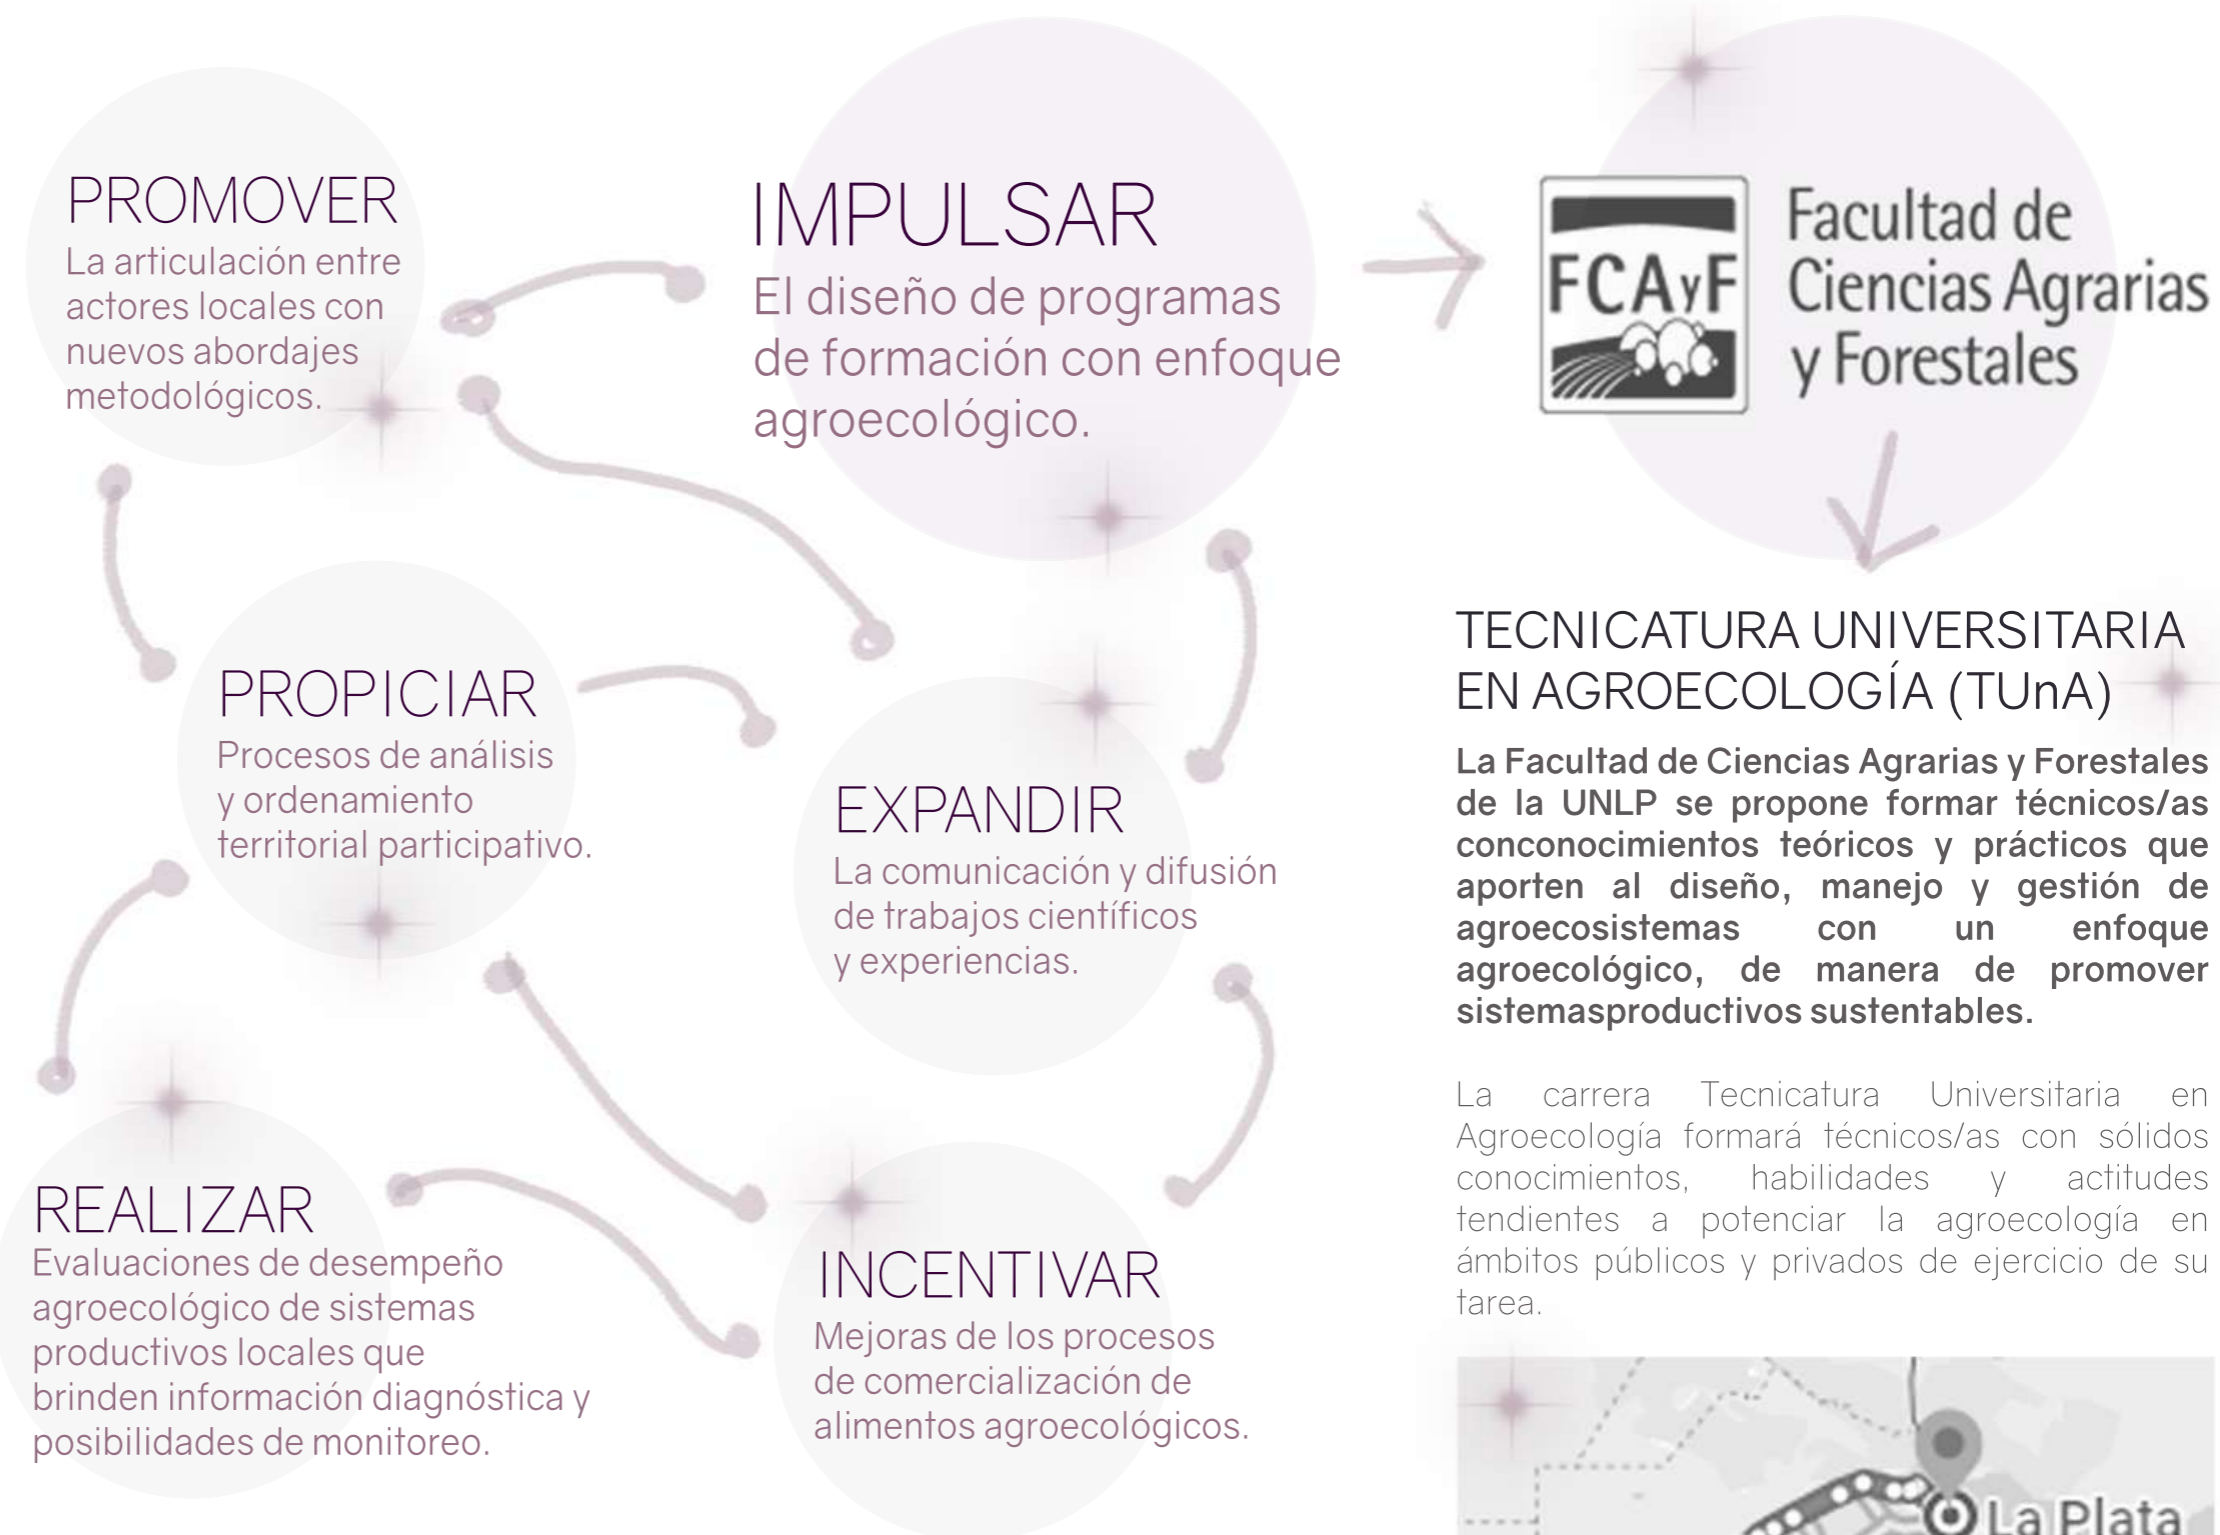 PROMOVER
La articulación entre
actores locales con
nuevos abordajes
metodológicos.
IMPULSAR
El diseño de programas
de formación con enfoque
agroecológico.
PROPICIAR
Procesos de análisis
y ordenamiento
territorial participativo.
EXPANDIR
La comunicación y difusión
de trabajos científicos
y experiencias.
REALIZAR
Evaluaciones de desempeño
agroecológico de sistemas
productivos locales que
brinden información diagnóstica y
posibilidades de monitoreo.
INCENTIVAR
Mejoras de los procesos
de comercialización de
alimentos agroecológicos.
FCAyF
Facultad de
Ciencias Agrarias
y Forestales
TECNICATURA UNIVERSITARIA
EN AGROECOLOGÍA (TUnA)
La Facultad de Ciencias Agrarias y Forestales
de la UNLP se propone formar técnicos/as
conconocimientos teóricos y prácticos que
aporten al diseño, manejo y gestión de
agroecosistemas con un enfoque
agroecológico, de manera de promover
sistemasproductivos sustentables.
La carrera Tecnicatura Universitaria en
Agroecología formará técnicos/as con sólidos
conocimientos, habilidades y actitudes
tendientes a potenciar la agroecología en
ámbitos públicos y privados de ejercicio de su
tarea.
La Plata